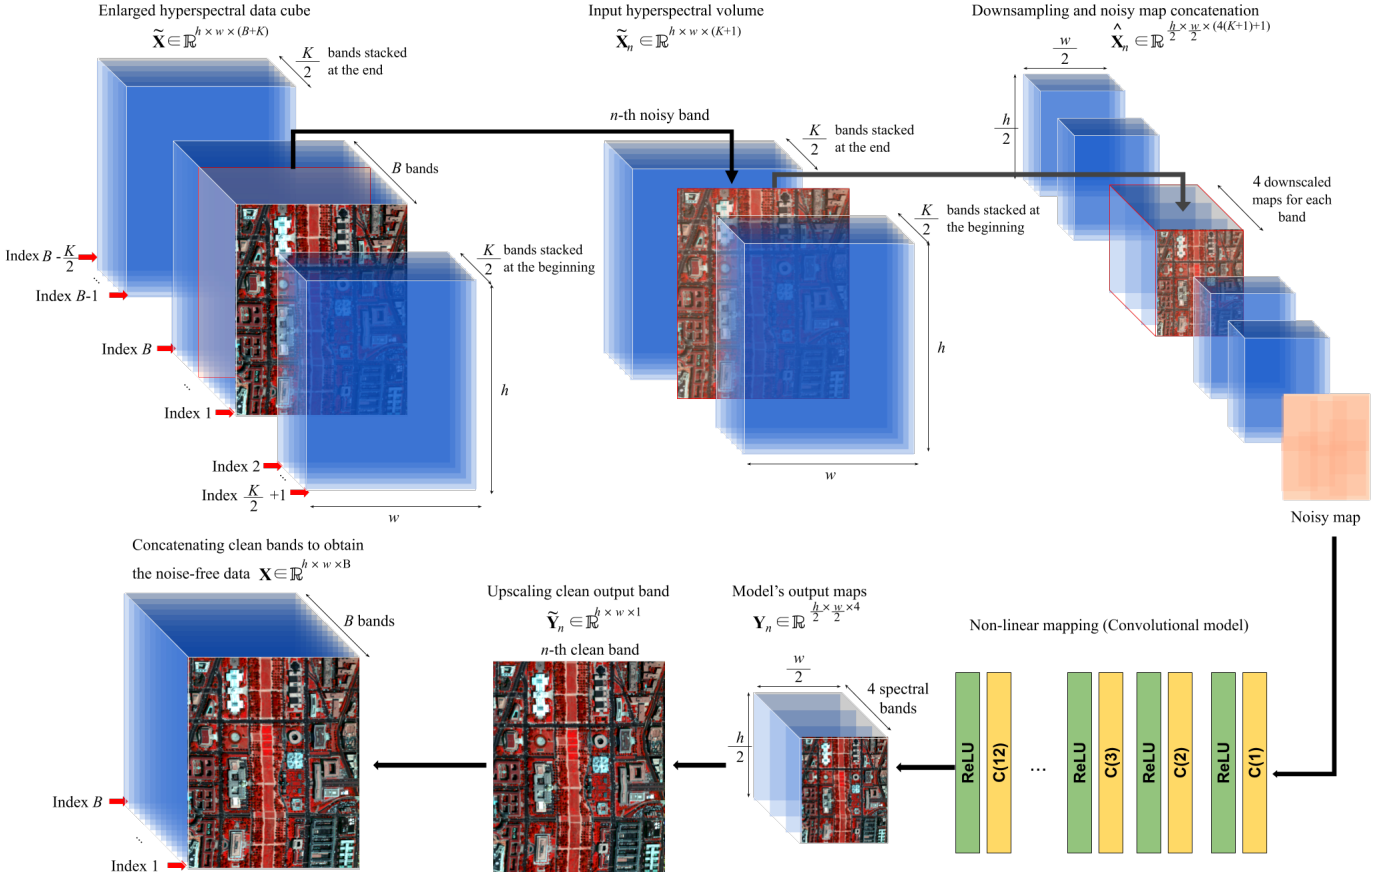 Enlarged hyperspectral data cube
X̃ ∈ ℝ^{h × w × (B+K)}
K/2 bands stacked
at the end
B bands
Index B - K/2
...
Index B-1
Index B
...
Index 1
K/2 bands stacked
at the beginning
Index 2
...
Index K/2 +1
h
w
Input hyperspectral volume
X̃_n ∈ ℝ^{h × w × (K+1)}
n-th noisy band
K/2 bands stacked
at the end
K/2 bands stacked at
the beginning
h
w
Downsampling and noisy map concatenation
X̂_n ∈ ℝ^{h/2 × w/2 × (4(K+1)+1)}
w/2
h/2
4 downscaled
maps for each
band
Noisy map
Non-linear mapping (Convolutional model)
ReLU
C(12)
...
ReLU
C(3)
ReLU
C(2)
ReLU
C(1)
Model's output maps
Y_n ∈ ℝ^{h/2 × w/2 × 4}
w/2
h/2
4 spectral
bands
Upscaling clean output band
Ỹ_n ∈ ℝ^{h × w × 1}
n-th clean band
Concatenating clean bands to obtain
the noise-free data X ∈ ℝ^{h × w × B}
B bands
Index B
...
Index 1